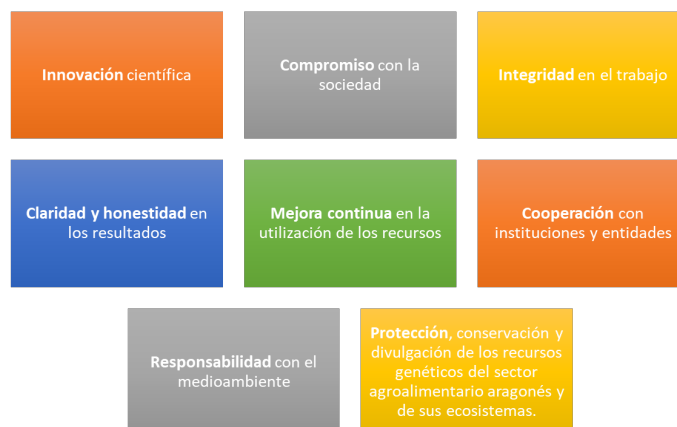 Innovación científica
Compromiso con la
sociedad
Integridad en el trabajo
Claridad y honestidad en
los resultados
Mejora continua en la
utilización de los recursos
Cooperación con
instituciones y entidades
Responsabilidad con el
medioambiente
Protección, conservación y
divulgación de los recursos
genéticos del sector
agroalimentario aragonés y
de sus ecosistemas.